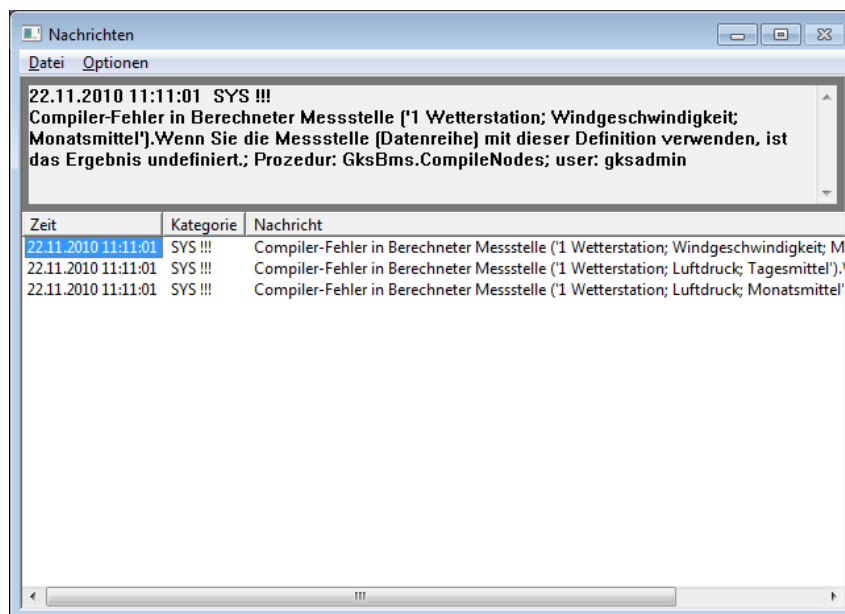 Nachrichten
Datei Optionen
22.11.2010 11:11:01 SYS !!!
Compiler-Fehler in Berechneter Messstelle ('1 Wetterstation; Windgeschwindigkeit;
Monatsmittel').Wenn Sie die Messstelle (Datenreihe) mit dieser Definition verwenden, ist
das Ergebnis undefiniert.; Prozedur: GksBms.CompileNodes; user: gksadmin
Zeit Kategorie Nachricht
22.11.2010 11:11:01 SYS !!! Compiler-Fehler in Berechneter Messstelle ('1 Wetterstation; Windgeschwindigkeit; M
22.11.2010 11:11:01 SYS !!! Compiler-Fehler in Berechneter Messstelle ('1 Wetterstation; Luftdruck; Tagesmittel').
22.11.2010 11:11:01 SYS !!! Compiler-Fehler in Berechneter Messstelle ('1 Wetterstation; Luftdruck; Monatsmittel'